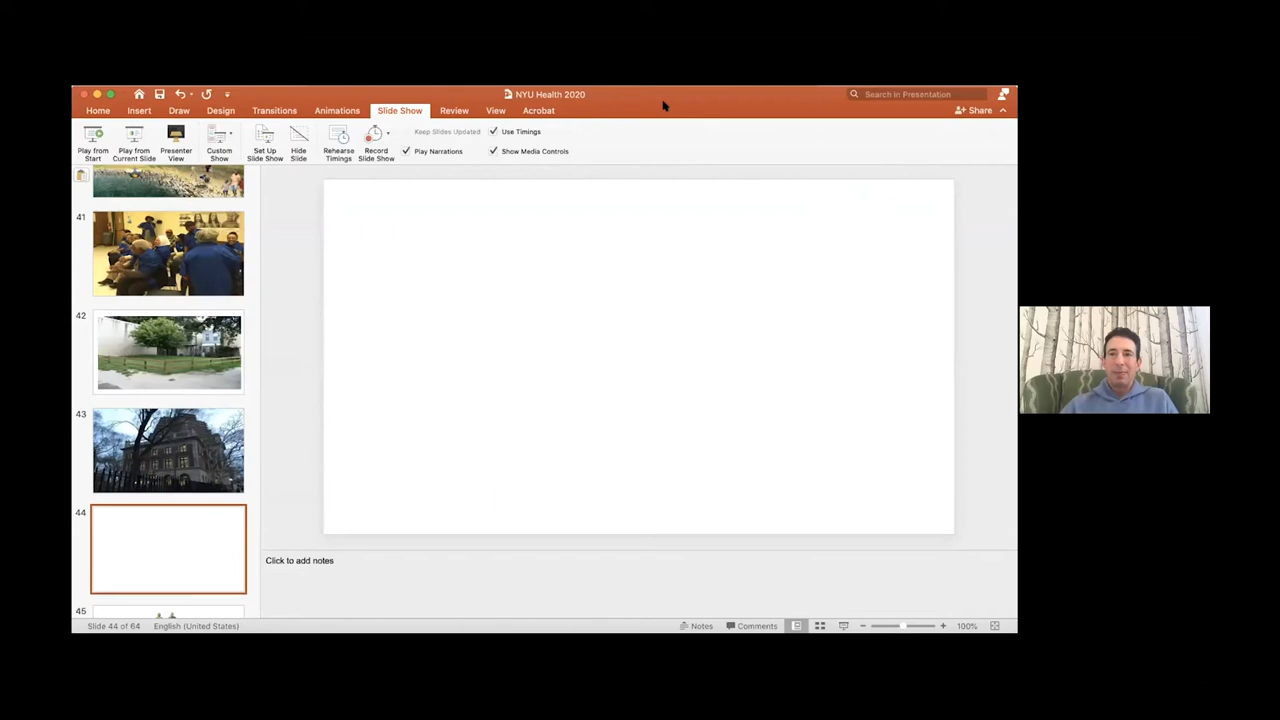 NYU Health 2020
Search in Presentation
Home Insert Draw Design Transitions Animations Slide Show Review View Acrobat
Share
Play from Start
Play from Current Slide
Presenter View
Custom Show
Set Up Slide Show
Hide Slide
Rehearse Timings
Record Slide Show
Keep Slides Updated
Use Timings
Play Narrations
Show Media Controls
41
42
43
44
45
Click to add notes
Slide 44 of 64 English (United States) Notes Comments 100%